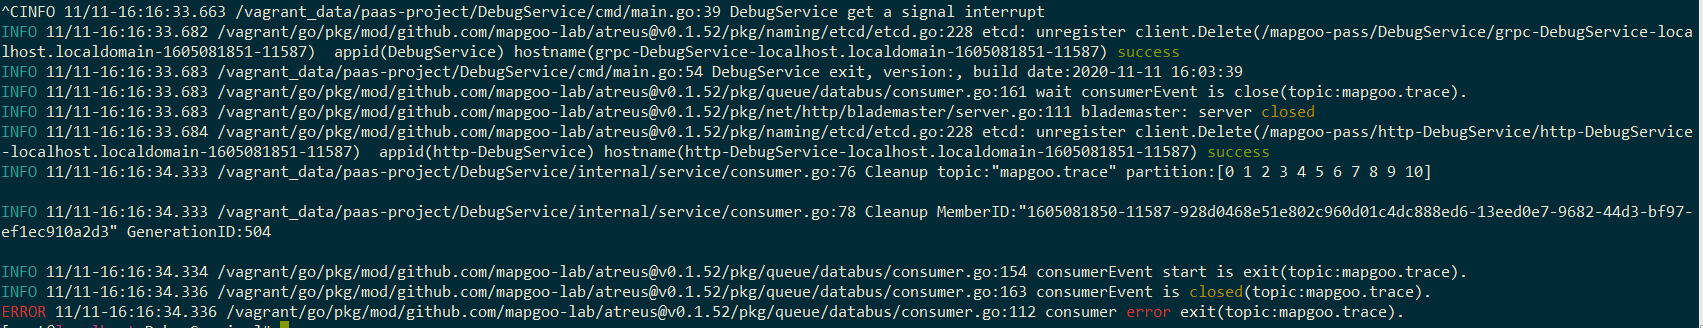 ^CINFO 11/11-16:16:33.663 /vagrant_data/paas-project/DebugService/cmd/main.go:39 DebugService get a signal interrupt
INFO 11/11-16:16:33.682 /vagrant/go/pkg/mod/github.com/mapgoo-lab/atreus@v0.1.52/pkg/naming/etcd/etcd.go:228 etcd: unregister client.Delete(/mapgoo-pass/DebugService/grpc-DebugService-loca
lhost.localdomain-1605081851-11587)  appid(DebugService) hostname(grpc-DebugService-localhost.localdomain-1605081851-11587) success
INFO 11/11-16:16:33.683 /vagrant_data/paas-project/DebugService/cmd/main.go:54 DebugService exit, version:, build date:2020-11-11 16:03:39
INFO 11/11-16:16:33.683 /vagrant/go/pkg/mod/github.com/mapgoo-lab/atreus@v0.1.52/pkg/queue/databus/consumer.go:161 wait consumerEvent is close(topic:mapgoo.trace).
INFO 11/11-16:16:33.683 /vagrant/go/pkg/mod/github.com/mapgoo-lab/atreus@v0.1.52/pkg/net/http/blademaster/server.go:111 blademaster: server closed
INFO 11/11-16:16:33.684 /vagrant/go/pkg/mod/github.com/mapgoo-lab/atreus@v0.1.52/pkg/naming/etcd/etcd.go:228 etcd: unregister client.Delete(/mapgoo-pass/http-DebugService/http-DebugService
-localhost.localdomain-1605081851-11587)  appid(http-DebugService) hostname(http-DebugService-localhost.localdomain-1605081851-11587) success
INFO 11/11-16:16:34.333 /vagrant_data/paas-project/DebugService/internal/service/consumer.go:76 Cleanup topic:"mapgoo.trace" partition:[0 1 2 3 4 5 6 7 8 9 10]
INFO 11/11-16:16:34.333 /vagrant_data/paas-project/DebugService/internal/service/consumer.go:78 Cleanup MemberID:"1605081850-11587-928d0468e51e802c960d01c4dc888ed6-13eed0e7-9682-44d3-bf97-
ef1ec910a2d3" GenerationID:504
INFO 11/11-16:16:34.334 /vagrant/go/pkg/mod/github.com/mapgoo-lab/atreus@v0.1.52/pkg/queue/databus/consumer.go:154 consumerEvent start is exit(topic:mapgoo.trace).
INFO 11/11-16:16:34.336 /vagrant/go/pkg/mod/github.com/mapgoo-lab/atreus@v0.1.52/pkg/queue/databus/consumer.go:163 consumerEvent is closed(topic:mapgoo.trace).
ERROR 11/11-16:16:34.336 /vagrant/go/pkg/mod/github.com/mapgoo-lab/atreus@v0.1.52/pkg/queue/databus/consumer.go:112 consumer error exit(topic:mapgoo.trace).